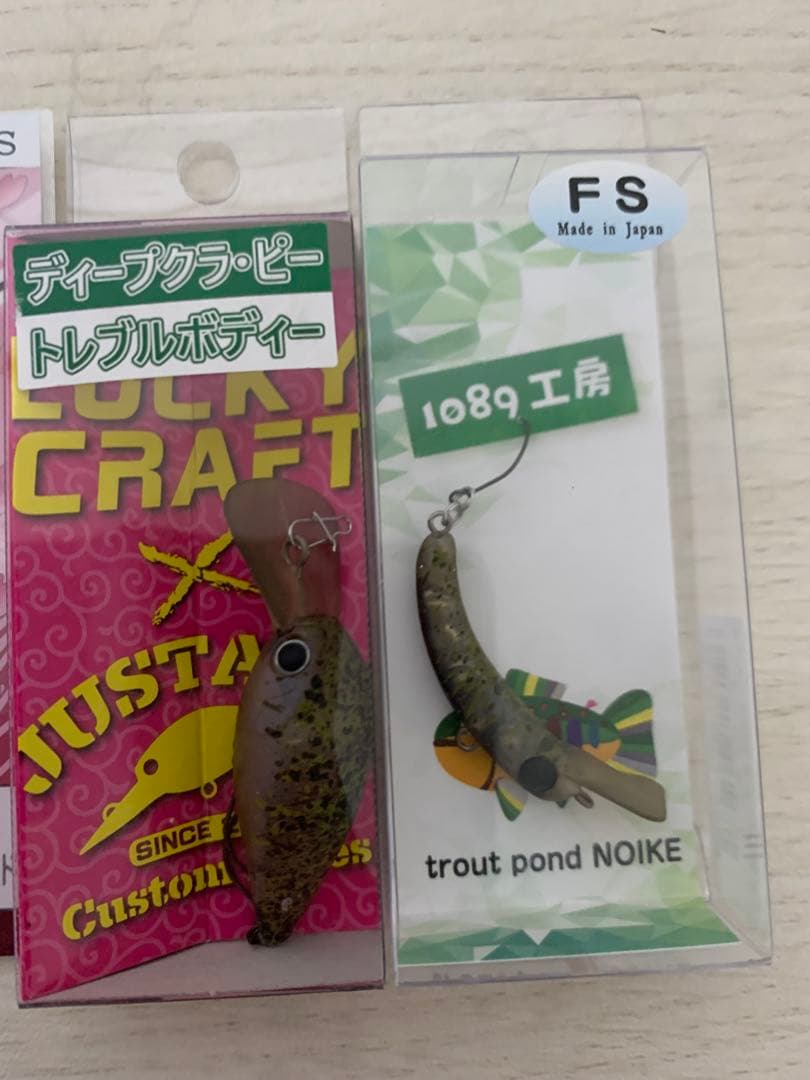 S
ディープクラ・ピー
トレブルボディー
LUCKY
CRAFT
JUSTA
SINCE
Custom
es
FS
Made in Japan
1089工房
trout pond NOIKE